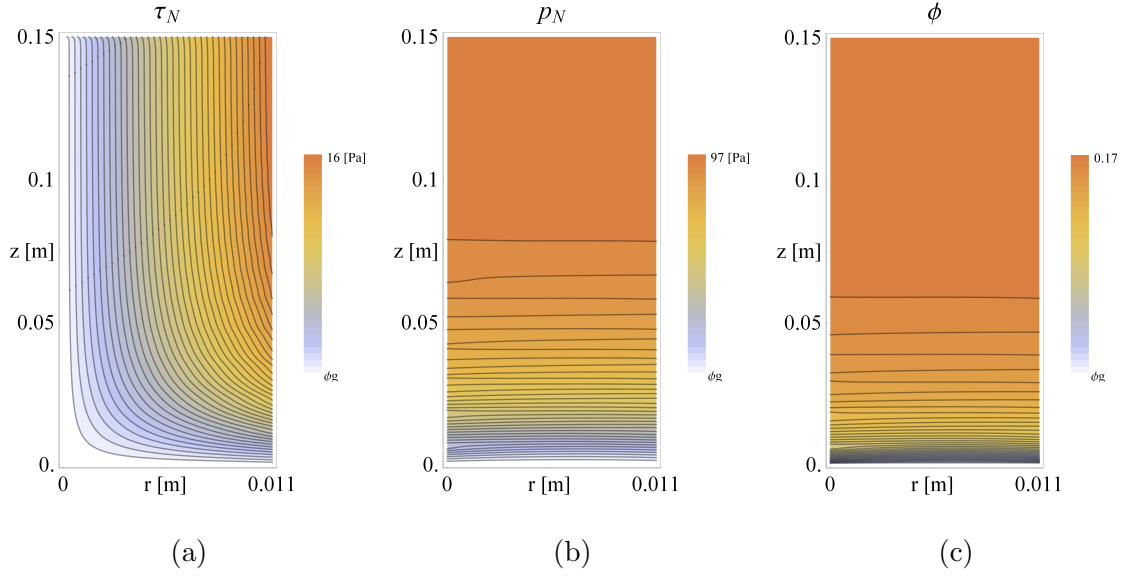 τN
0.15
0.1
z [m]
0.05
0.
0
r [m]
0.011
16 [Pa]
ϕg
(a)
pN
0.15
0.1
z [m]
0.05
0.
0
r [m]
0.011
97 [Pa]
ϕg
(b)
ϕ
0.15
0.1
z [m]
0.05
0.
0
r [m]
0.011
0.17
ϕg
(c)